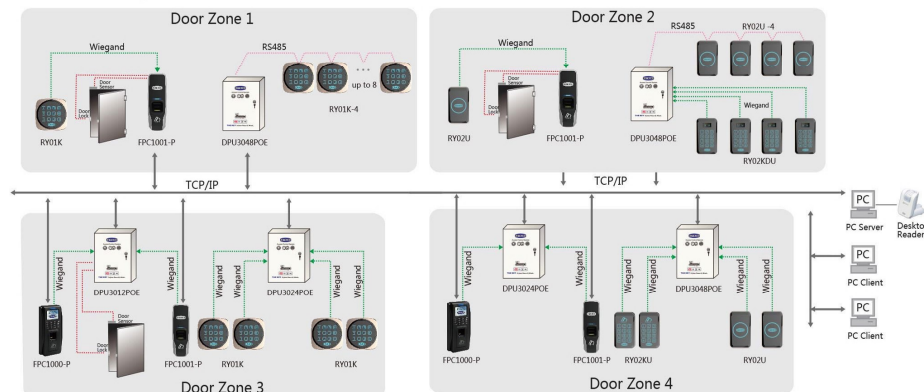 Door Zone 1
Wiegand
RS485
Door
Sensor
Door
Lock
up to 8
RY01K-4
RY01K
FPC1001-P
DPU3048POE
Door Zone 2
Wiegand
RS485
RY02U -4
Door
Sensor
Door
Lock
Wiegand
RY02U
FPC1001-P
DPU3048POE
RY02KDU
TCP/IP
TCP/IP
PC
PC Server
Deskto
Reader
PC
PC Client
PC
PC Client
Wiegand
DPU3012POE
Wiegand
Door
Sensor
Door
Lock
FPC1000-P
FPC1001-P
DPU3024POE
Wiegand
Wiegand
Wiegand
Wiegand
RY01K
RY01K
Door Zone 3
Wiegand
DPU3024POE
Wiegand
FPC1000-P
FPC1001-P
DPU3048POE
Wiegand
Wiegand
Wiegand
Wiegand
RY02KU
RY02U
Door Zone 4